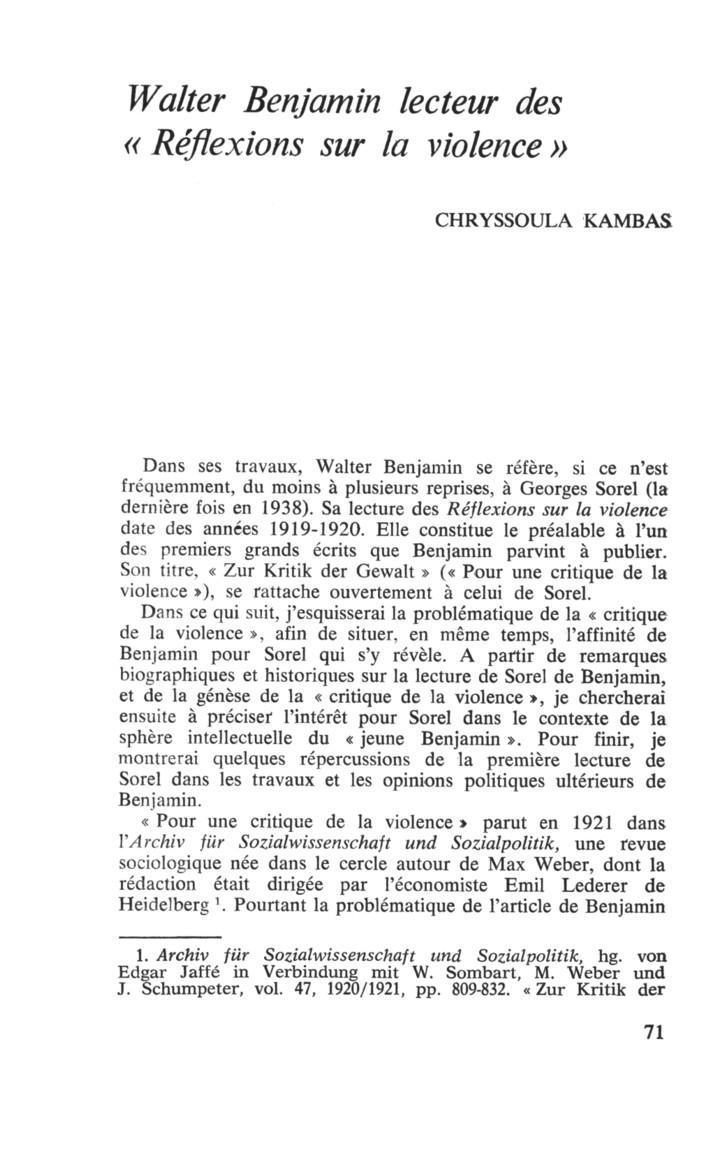 Walter Benjamin lecteur des
« Réflexions sur la violence »
CHRYSSOULA KAMBAS
Dans ses travaux, Walter Benjamin se réfère, si ce n'est
fréquemment, du moins à plusieurs reprises, à Georges Sorel (la
dernière fois en 1938). Sa lecture des Réflexions sur la violence
date des années 1919-1920. Elle constitue le préalable à l'un
des premiers grands écrits que Benjamin parvint à publier.
Son titre, « Zur Kritik der Gewalt » (« Pour une critique de la
violence »), se rattache ouvertement à celui de Sorel.
Dans ce qui suit, j'esquisserai la problématique de la « critique
de la violence », afin de situer, en même temps, l'affinité de
Benjamin pour Sorel qui s'y révèle. A partir de remarques
biographiques et historiques sur la lecture de Sorel de Benjamin,
et de la génèse de la « critique de la violence », je chercherai
ensuite à préciser l'intérêt pour Sorel dans le contexte de la
sphère intellectuelle du « jeune Benjamin ». Pour finir, je
montrerai quelques répercussions de la première lecture de
Sorel dans les travaux et les opinions politiques ultérieurs de
Benjamin.
« Pour une critique de la violence » parut en 1921 dans
l'Archiv für Sozialwissenschaft und Sozialpolitik, une revue
sociologique née dans le cercle autour de Max Weber, dont la
rédaction était dirigée par l'économiste Emil Lederer de
Heidelberg ¹. Pourtant la problématique de l'article de Benjamin
1. Archiv für Sozialwissenschaft und Sozialpolitik, hg. von
Edgar Jaffé in Verbindung mit W. Sombart, M. Weber und
J. Schumpeter, vol. 47, 1920/1921, pp. 809-832. « Zur Kritik der
71